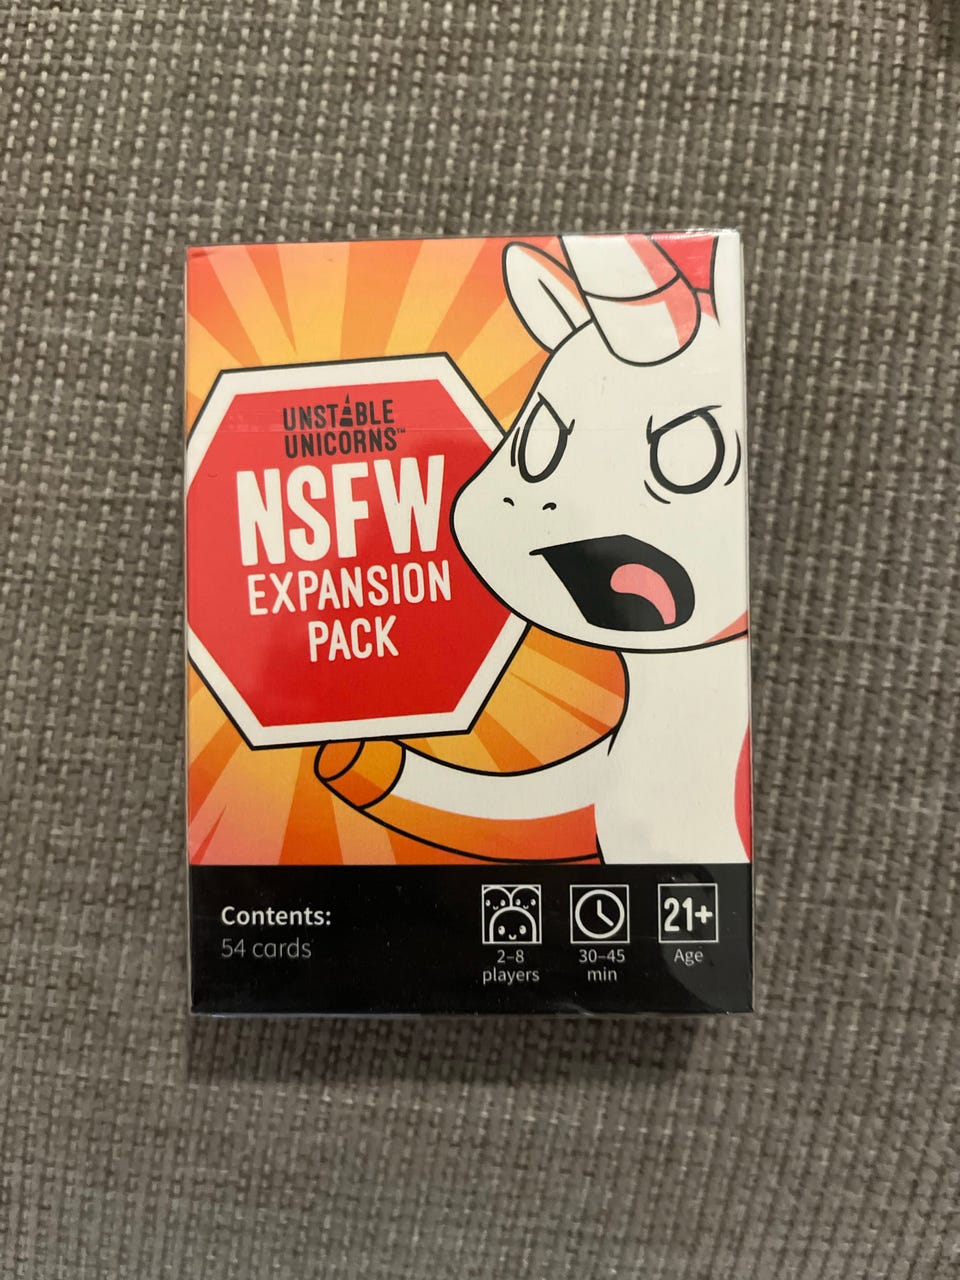 UNSTABLE
UNICORNS™
NSFW
EXPANSION
PACK
Contents:
54 cards
2–8
players
30–45
min
21+
Age